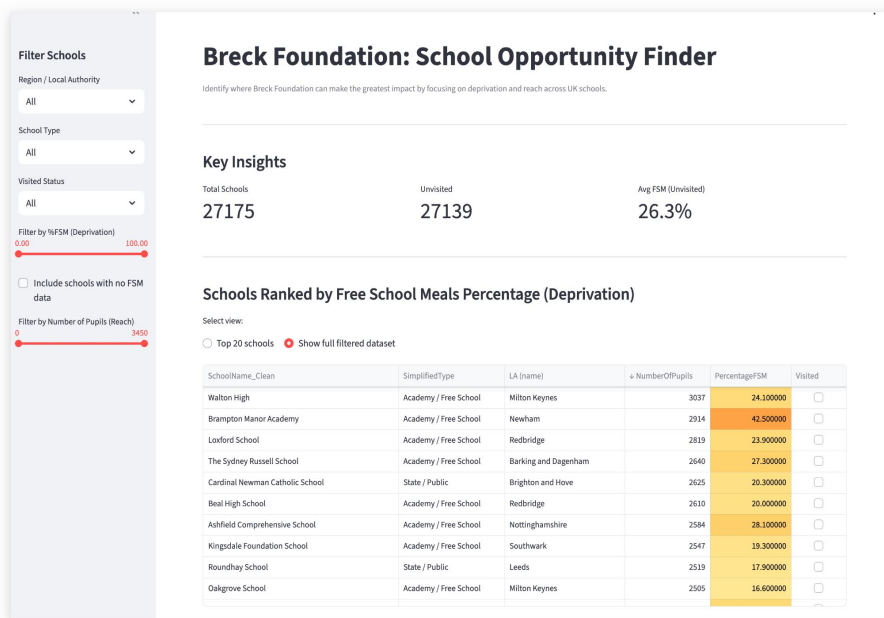 Filter Schools
Region / Local Authority
All
School Type
All
Visited Status
All
Filter by %FSM (Deprivation)
0.00 100.00
Include schools with no FSM
data
Filter by Number of Pupils (Reach)
0 3450
Breck Foundation: School Opportunity Finder
Identify where Breck Foundation can make the greatest impact by focusing on deprivation and reach across UK schools.
Key Insights
Total Schools Unvisited Avg FSM (Unvisited)
27175 27139 26.3%
Schools Ranked by Free School Meals Percentage (Deprivation)
Select view:
Top 20 schools Show full filtered dataset
SchoolName_Clean SimplifiedType LA (name) ↓ NumberOfPupils PercentageFSM Visited
Walton High Academy / Free School Milton Keynes 3037 24.100000
Brampton Manor Academy Academy / Free School Newham 2914 42.500000
Loxford School Academy / Free School Redbridge 2819 23.900000
The Sydney Russell School Academy / Free School Barking and Dagenham 2640 27.300000
Cardinal Newman Catholic School State / Public Brighton and Hove 2625 20.300000
Beal High School Academy / Free School Redbridge 2610 20.000000
Ashfield Comprehensive School Academy / Free School Nottinghamshire 2584 28.100000
Kingsdale Foundation School Academy / Free School Southwark 2547 19.300000
Roundhay School State / Public Leeds 2519 17.900000
Oakgrove School Academy / Free School Milton Keynes 2505 16.600000